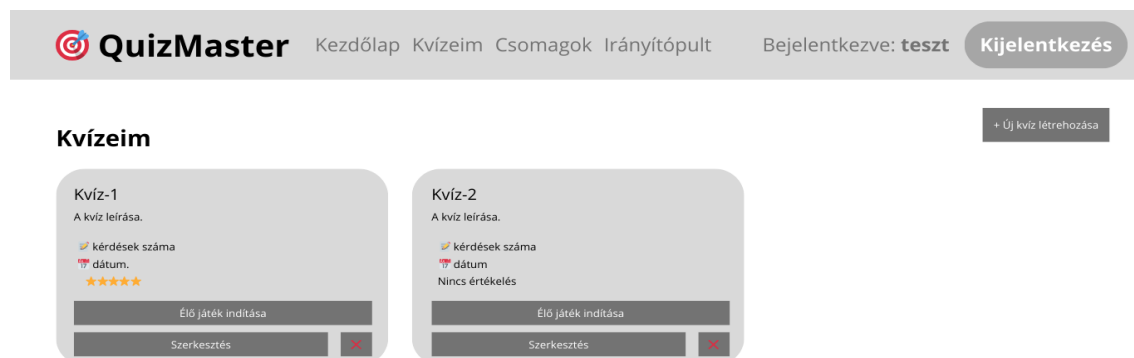 🎯 QuizMaster Kezdőlap Kvízeim Csomagok Irányítópult Bejelentkezve: teszt Kijelentkezés
+ Új kvíz létrehozása
Kvízeim
Kvíz-1
A kvíz leírása.
📝 kérdések száma
📅 dátum.
⭐⭐⭐⭐⭐
Élő játék indítása
Szerkesztés ❌
Kvíz-2
A kvíz leírása.
📝 kérdések száma
📅 dátum
Nincs értékelés
Élő játék indítása
Szerkesztés ❌